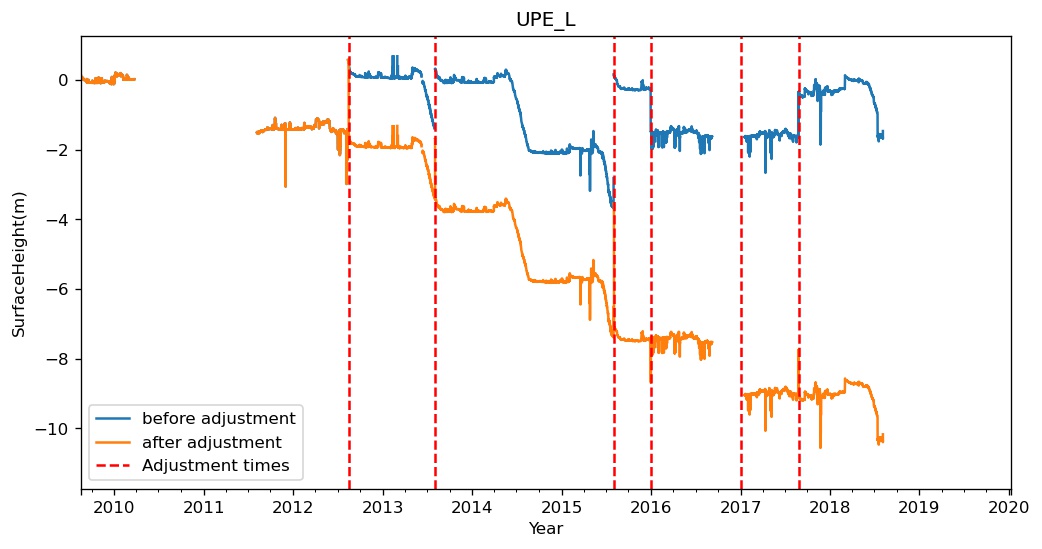 UPE_L
SurfaceHeight(m)
0
−2
−4
−6
−8
−10
before adjustment
after adjustment
Adjustment times
2010 2011 2012 2013 2014 2015 2016 2017 2018 2019 2020
Year